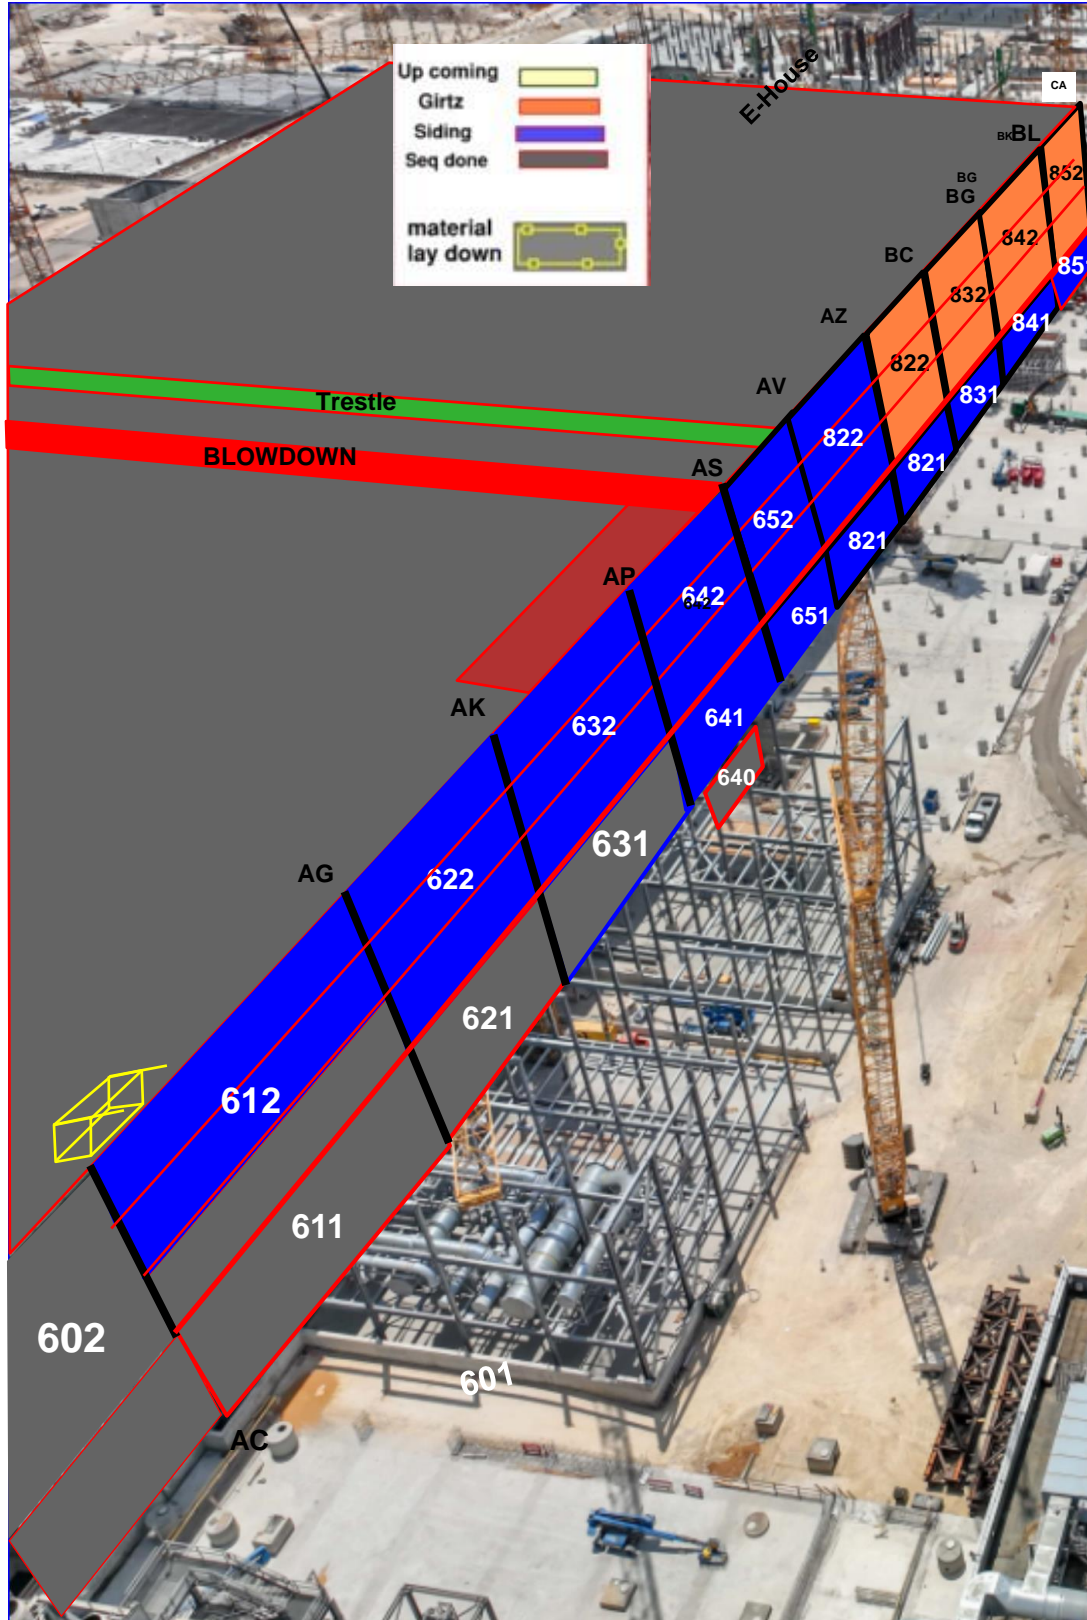 Up coming
Girtz
Siding
Seq done
material
lay down
E-House
CA
BK
BL
BG
BG
BC
AZ
AV
AS
AP
AK
AG
AC
Trestle
BLOWDOWN
852
842
832
822
822
652
642
642
632
622
612
602
85
841
831
821
821
651
641
640
631
621
611
601